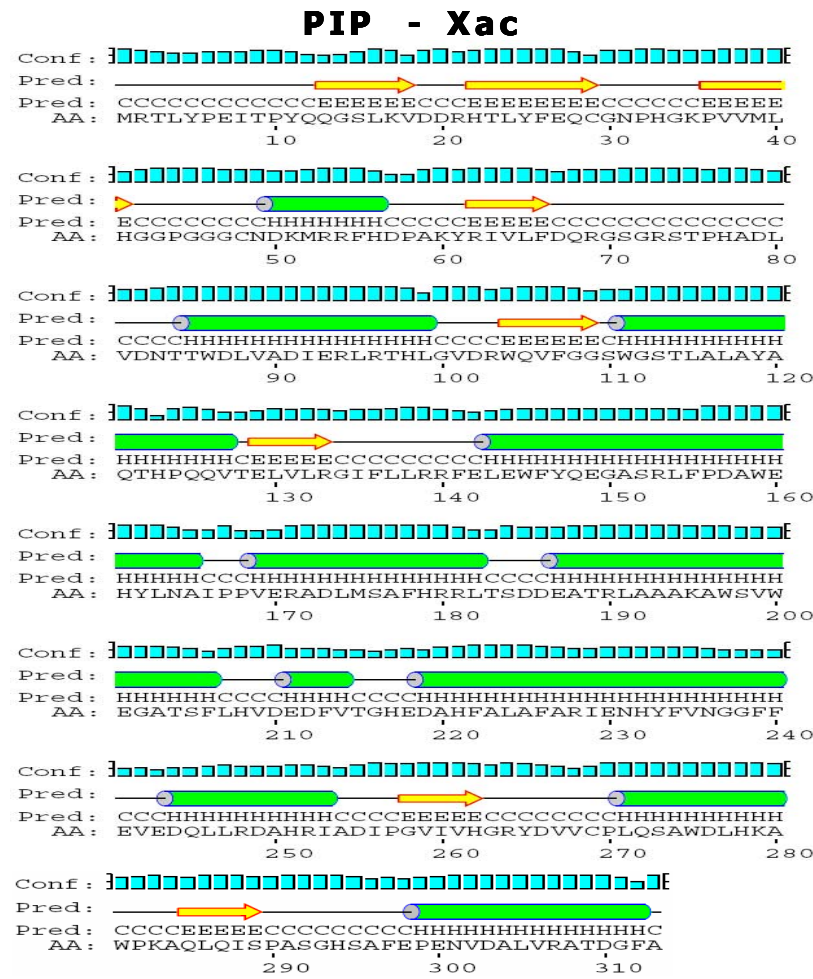 PIP - Xac
Conf:
Pred:
Pred: CCCCCCCCCCCCEEEEEECCCEEEEEEEECCCCCCEEEEE
AA: MRTLYPEITPYQQGSLKVDDRHTLYFEQCGNPHGKPVVML
10 20 30 40
Conf:
Pred:
Pred: ECCCCCCCCHHHHHHHCCCCCEEEEECCCCCCCCCCCCCC
AA: HGGPGGGCNDKMRRFHDPAKYRIVLFDQRGSGRSTPHADL
50 60 70 80
Conf:
Pred:
Pred: CCCCHHHHHHHHHHHHHHHCCCCEEEEEECHHHHHHHHHH
AA: VDNTTWDLVADIERLRTHLGVDRWQVFGGSWGSTLALAYA
90 100 110 120
Conf:
Pred:
Pred: HHHHHHHCEEEEECCCCCCCCCHHHHHHHHHHHHHHHHHH
AA: QTHPQQVTELVLRGIFLLRRFELEWFYQEGASRLFPDAWE
130 140 150 160
Conf:
Pred:
Pred: HHHHHCCCHHHHHHHHHHHHHHCCCCHHHHHHHHHHHHHH
AA: HYLNAIPPVERADLMSAFHRRLTSDDEATRLAAAKAWSVW
170 180 190 200
Conf:
Pred:
Pred: HHHHHHCCCCHHHHCCCCHHHHHHHHHHHHHHHHHHHHHH
AA: EGATSFLHVDEDFVTGHEDAHFALAFARIENHYFVNGGFF
210 220 230 240
Conf:
Pred:
Pred: CCCHHHHHHHHHHCCCCEEEEECCCCCCCCHHHHHHHHHH
AA: EVEDQLLRDAHRIADIPGVIVHGRYDVVCPLQSAWDLHKA
250 260 270 280
Conf:
Pred:
Pred: CCCCEEEEECCCCCCCCCHHHHHHHHHHHHHHC
AA: WPKAQLQISPASGHSAFEPENVDALVRATDGFA
290 300 310